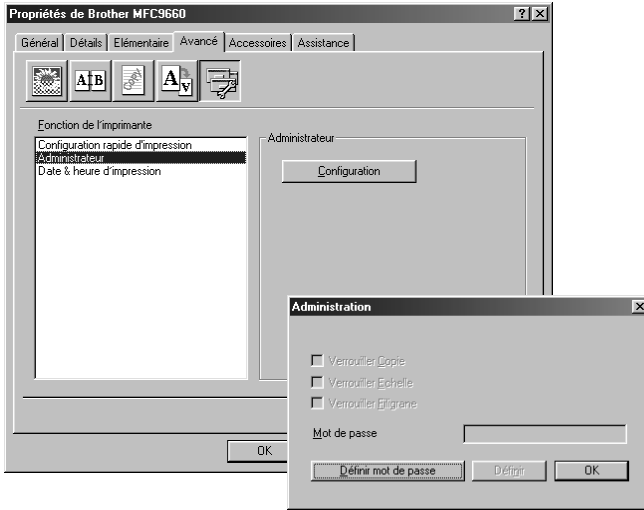 Propriétés de Brother MFC9660
Général Détails Elémentaire Avancé Accessoires Assistance
A B
A
Fonction de l'imprimante
Configuration rapide d'impression
Administrateur
Date & heure d'impression
Administrateur
Configuration
OK
Administration
Verrouiller Copie
Verrouiller Echelle
Verrouiller Filigrane
Mot de passe
Définir mot de passe Définir OK